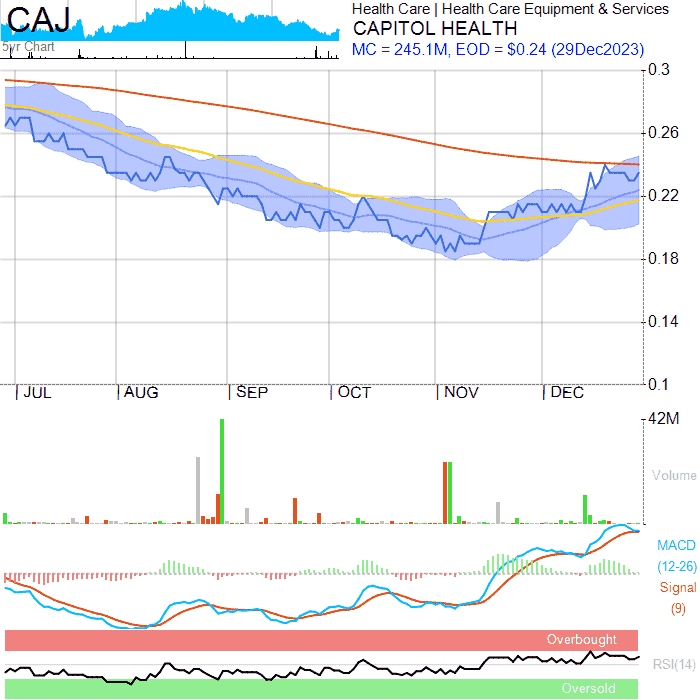 CAJ
5yr Chart
Health Care | Health Care Equipment & Services
CAPITOL HEALTH
MC = 245.1M, EOD = $0.24 (29Dec2023)
0.3
0.26
0.22
0.18
0.14
0.1
JUL AUG SEP OCT NOV DEC
42M
Volume
MACD
(12-26)
Signal
(9)
Overbought
RSI(14)
Oversold